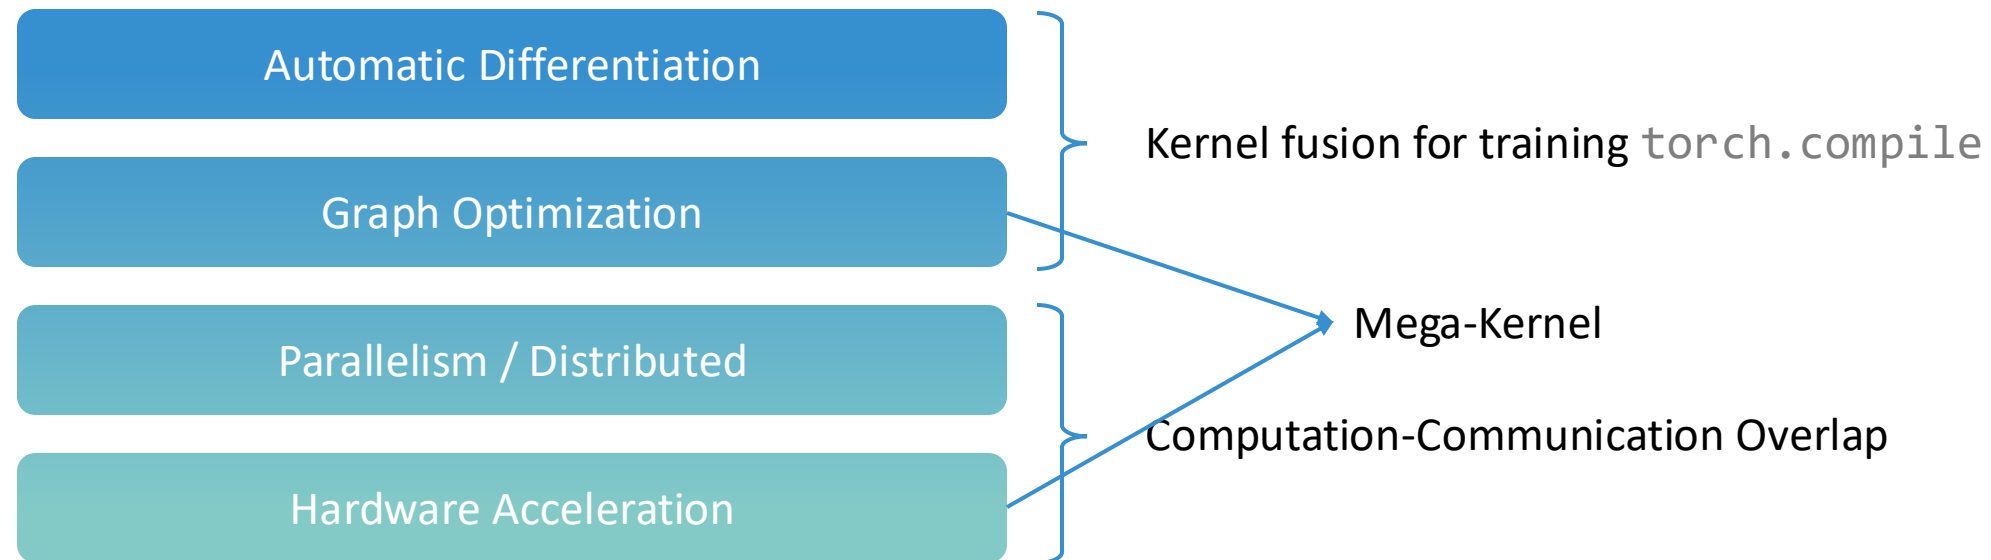 Automatic Differentiation
Kernel fusion for training torch.compile
Graph Optimization
Mega-Kernel
Parallelism / Distributed
Computation-Communication Overlap
Hardware Acceleration